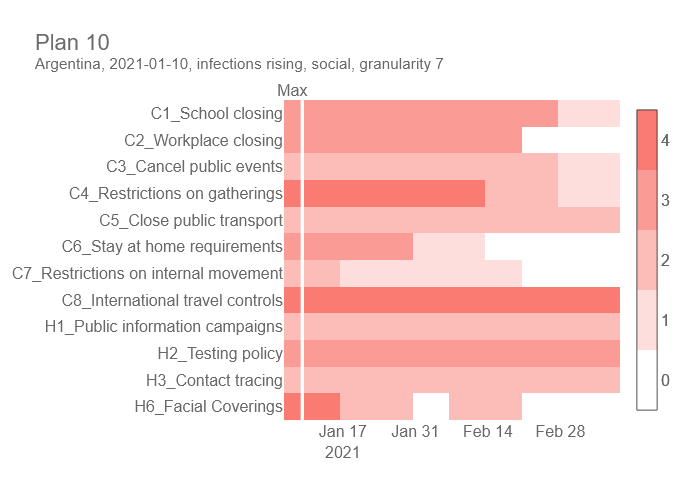 Plan 10
Argentina, 2021-01-10, infections rising, social, granularity 7
Max
C1_School closing
C2_Workplace closing
C3_Cancel public events
C4_Restrictions on gatherings
C5_Close public transport
C6_Stay at home requirements
C7_Restrictions on internal movement
C8_International travel controls
H1_Public information campaigns
H2_Testing policy
H3_Contact tracing
H6_Facial Coverings
Jan 17 Jan 31 Feb 14 Feb 28
2021
4
3
2
1
0